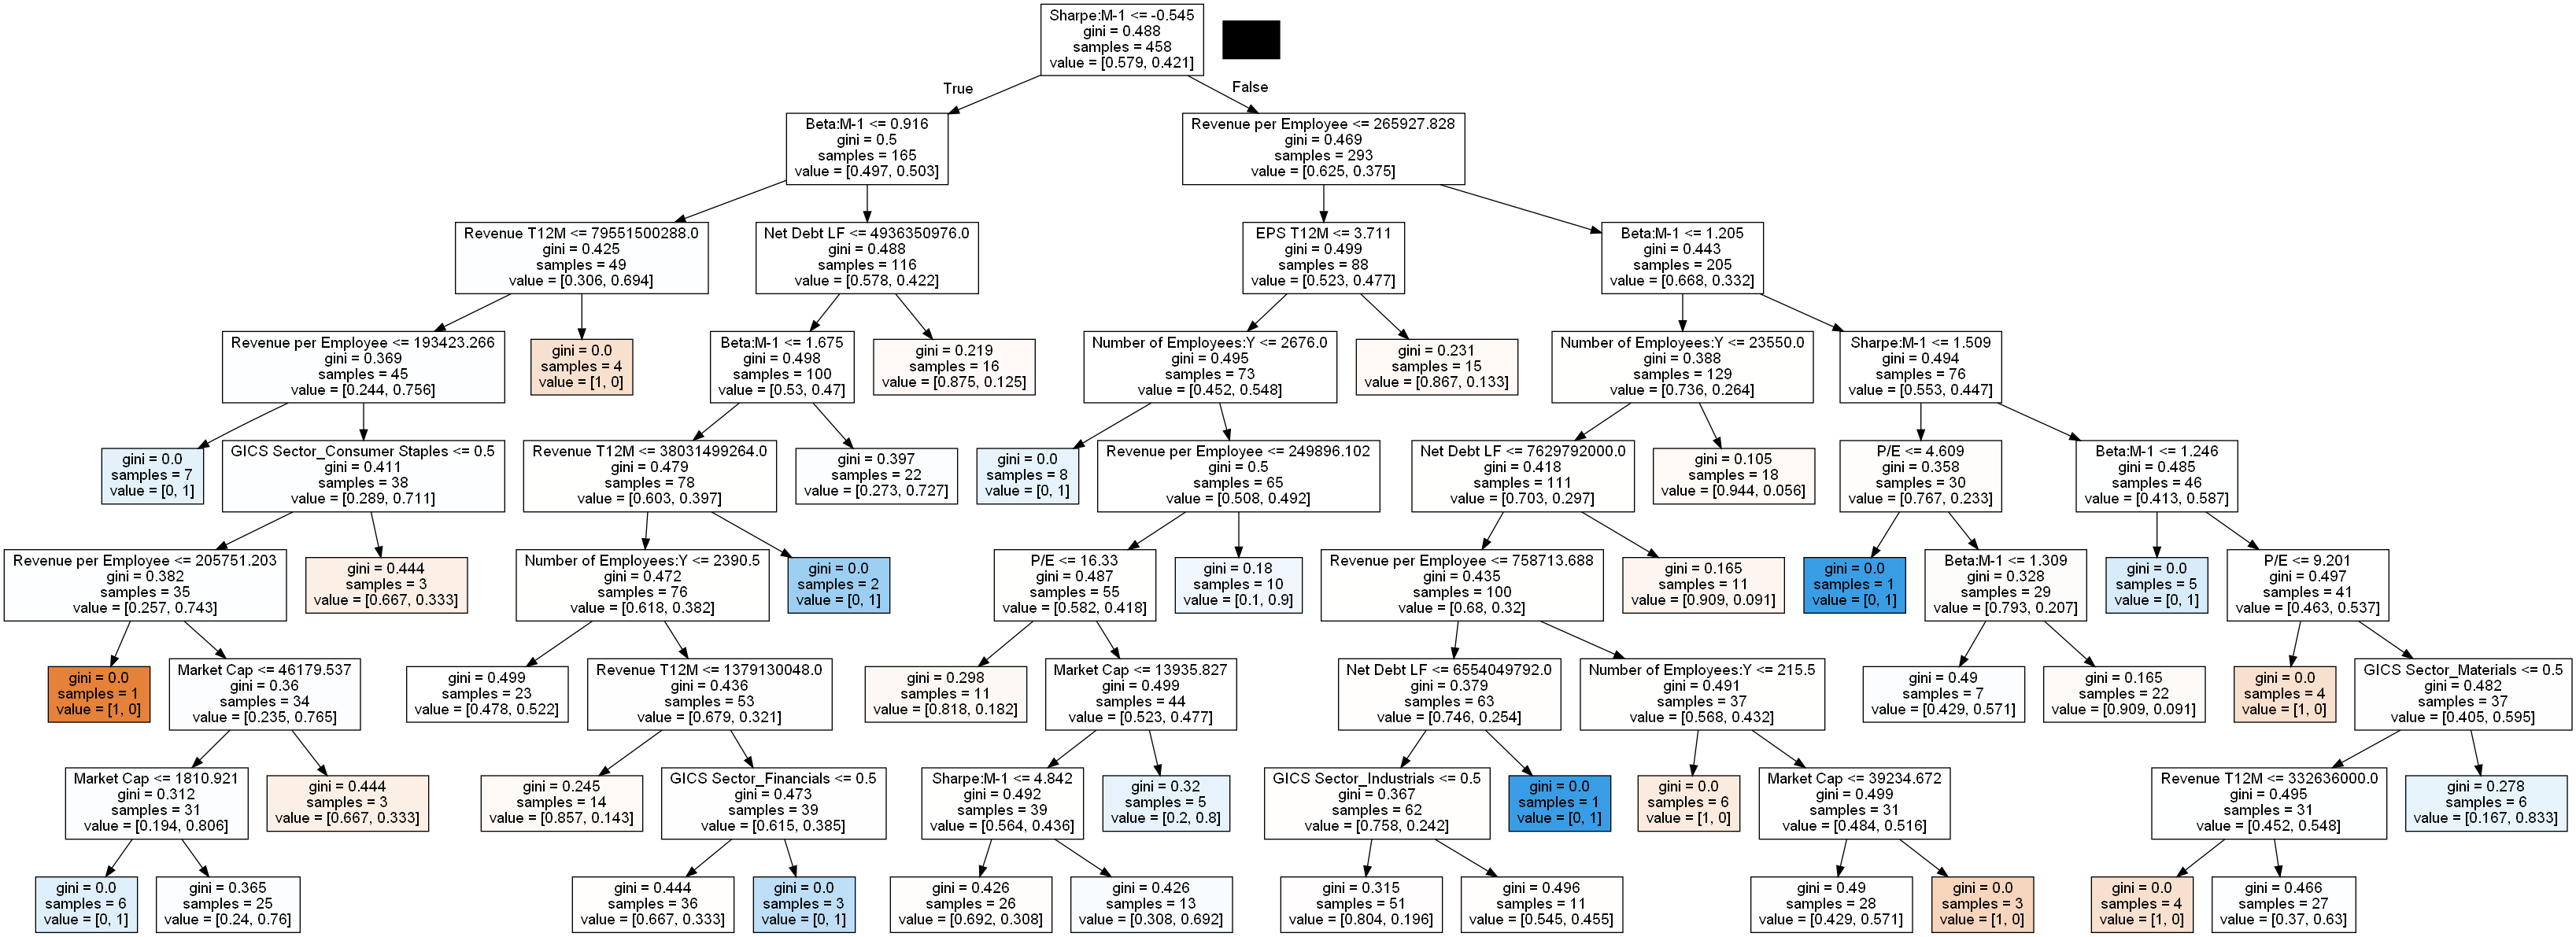 Sharpe:M-1 <= -0.545
gini = 0.488
samples = 458
value = [0.579, 0.421]
True
False
Beta:M-1 <= 0.916
gini = 0.5
samples = 165
value = [0.497, 0.503]
Revenue per Employee <= 265927.828
gini = 0.469
samples = 293
value = [0.625, 0.375]
Revenue T12M <= 79551500288.0
gini = 0.425
samples = 49
value = [0.306, 0.694]
Net Debt LF <= 4936350976.0
gini = 0.488
samples = 116
value = [0.578, 0.422]
EPS T12M <= 3.711
gini = 0.499
samples = 88
value = [0.523, 0.477]
Beta:M-1 <= 1.205
gini = 0.443
samples = 205
value = [0.668, 0.332]
Revenue per Employee <= 193423.266
gini = 0.369
samples = 45
value = [0.244, 0.756]
gini = 0.0
samples = 4
value = [1, 0]
Beta:M-1 <= 1.675
gini = 0.498
samples = 100
value = [0.53, 0.47]
gini = 0.219
samples = 16
value = [0.875, 0.125]
Number of Employees:Y <= 2676.0
gini = 0.495
samples = 73
value = [0.452, 0.548]
gini = 0.231
samples = 15
value = [0.867, 0.133]
Number of Employees:Y <= 23550.0
gini = 0.388
samples = 129
value = [0.736, 0.264]
Sharpe:M-1 <= 1.509
gini = 0.494
samples = 76
value = [0.553, 0.447]
gini = 0.0
samples = 7
value = [0, 1]
GICS Sector_Consumer Staples <= 0.5
gini = 0.411
samples = 38
value = [0.289, 0.711]
Revenue T12M <= 38031499264.0
gini = 0.479
samples = 78
value = [0.603, 0.397]
gini = 0.397
samples = 22
value = [0.273, 0.727]
gini = 0.0
samples = 8
value = [0, 1]
Revenue per Employee <= 249896.102
gini = 0.5
samples = 65
value = [0.508, 0.492]
Net Debt LF <= 7629792000.0
gini = 0.418
samples = 111
value = [0.703, 0.297]
gini = 0.105
samples = 18
value = [0.944, 0.056]
P/E <= 4.609
gini = 0.358
samples = 30
value = [0.767, 0.233]
Beta:M-1 <= 1.246
gini = 0.485
samples = 46
value = [0.413, 0.587]
Revenue per Employee <= 205751.203
gini = 0.382
samples = 35
value = [0.257, 0.743]
gini = 0.444
samples = 3
value = [0.667, 0.333]
Number of Employees:Y <= 2390.5
gini = 0.472
samples = 76
value = [0.618, 0.382]
gini = 0.0
samples = 2
value = [0, 1]
P/E <= 16.33
gini = 0.487
samples = 55
value = [0.582, 0.418]
gini = 0.18
samples = 10
value = [0.1, 0.9]
Revenue per Employee <= 758713.688
gini = 0.435
samples = 100
value = [0.68, 0.32]
gini = 0.165
samples = 11
value = [0.909, 0.091]
gini = 0.0
samples = 1
value = [0, 1]
Beta:M-1 <= 1.309
gini = 0.328
samples = 29
value = [0.793, 0.207]
gini = 0.0
samples = 5
value = [0, 1]
P/E <= 9.201
gini = 0.497
samples = 41
value = [0.463, 0.537]
gini = 0.0
samples = 1
value = [1, 0]
Market Cap <= 46179.537
gini = 0.36
samples = 34
value = [0.235, 0.765]
gini = 0.499
samples = 23
value = [0.478, 0.522]
Revenue T12M <= 1379130048.0
gini = 0.436
samples = 53
value = [0.679, 0.321]
gini = 0.298
samples = 11
value = [0.818, 0.182]
Market Cap <= 13935.827
gini = 0.499
samples = 44
value = [0.523, 0.477]
Net Debt LF <= 6554049792.0
gini = 0.379
samples = 63
value = [0.746, 0.254]
Number of Employees:Y <= 215.5
gini = 0.491
samples = 37
value = [0.568, 0.432]
gini = 0.49
samples = 7
value = [0.429, 0.571]
gini = 0.165
samples = 22
value = [0.909, 0.091]
gini = 0.0
samples = 4
value = [1, 0]
GICS Sector_Materials <= 0.5
gini = 0.482
samples = 37
value = [0.405, 0.595]
Market Cap <= 1810.921
gini = 0.312
samples = 31
value = [0.194, 0.806]
gini = 0.444
samples = 3
value = [0.667, 0.333]
gini = 0.245
samples = 14
value = [0.857, 0.143]
GICS Sector_Financials <= 0.5
gini = 0.473
samples = 39
value = [0.615, 0.385]
Sharpe:M-1 <= 4.842
gini = 0.492
samples = 39
value = [0.564, 0.436]
gini = 0.32
samples = 5
value = [0.2, 0.8]
GICS Sector_Industrials <= 0.5
gini = 0.367
samples = 62
value = [0.758, 0.242]
gini = 0.0
samples = 1
value = [0, 1]
gini = 0.0
samples = 6
value = [1, 0]
Market Cap <= 39234.672
gini = 0.499
samples = 31
value = [0.484, 0.516]
Revenue T12M <= 332636000.0
gini = 0.495
samples = 31
value = [0.452, 0.548]
gini = 0.278
samples = 6
value = [0.167, 0.833]
gini = 0.0
samples = 6
value = [0, 1]
gini = 0.365
samples = 25
value = [0.24, 0.76]
gini = 0.444
samples = 36
value = [0.667, 0.333]
gini = 0.0
samples = 3
value = [0, 1]
gini = 0.426
samples = 26
value = [0.692, 0.308]
gini = 0.426
samples = 13
value = [0.308, 0.692]
gini = 0.315
samples = 51
value = [0.804, 0.196]
gini = 0.496
samples = 11
value = [0.545, 0.455]
gini = 0.49
samples = 28
value = [0.429, 0.571]
gini = 0.0
samples = 3
value = [1, 0]
gini = 0.0
samples = 4
value = [1, 0]
gini = 0.466
samples = 27
value = [0.37, 0.63]